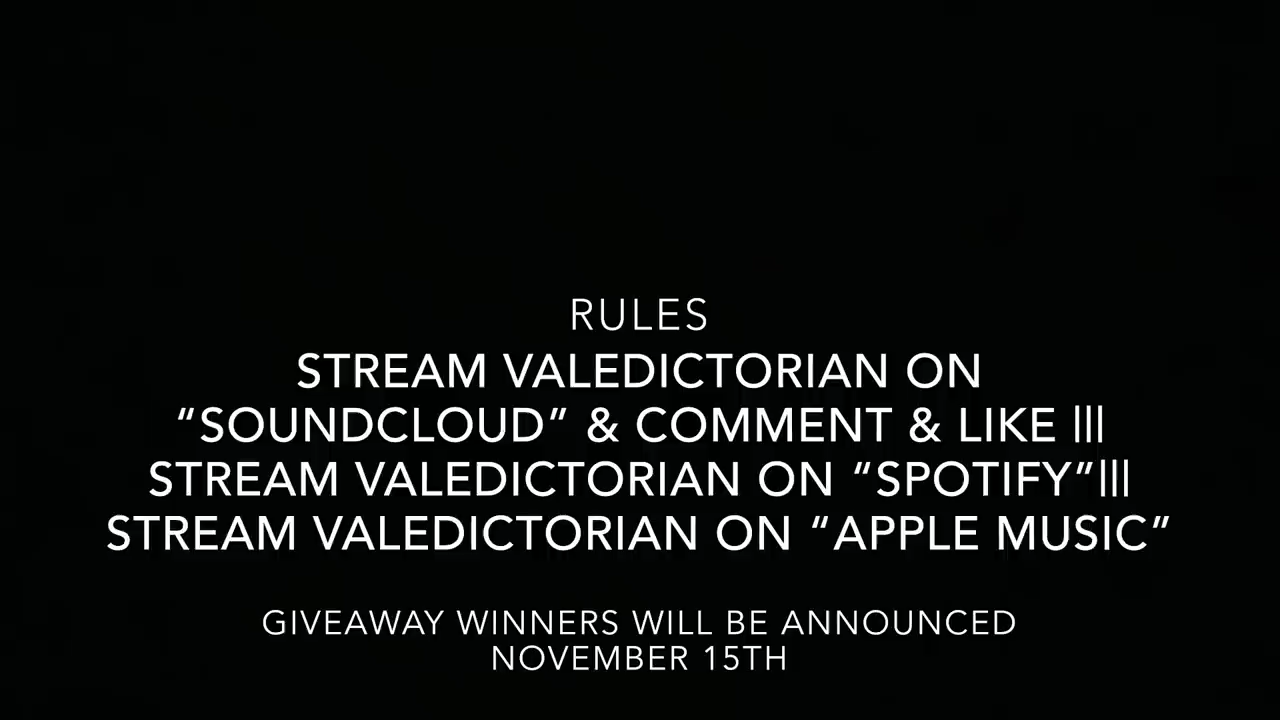 RULES
STREAM VALEDICTORIAN ON
“SOUNDCLOUD” & COMMENT & LIKE |||
STREAM VALEDICTORIAN ON “SPOTIFY”|||
STREAM VALEDICTORIAN ON “APPLE MUSIC”
GIVEAWAY WINNERS WILL BE ANNOUNCED
NOVEMBER 15TH